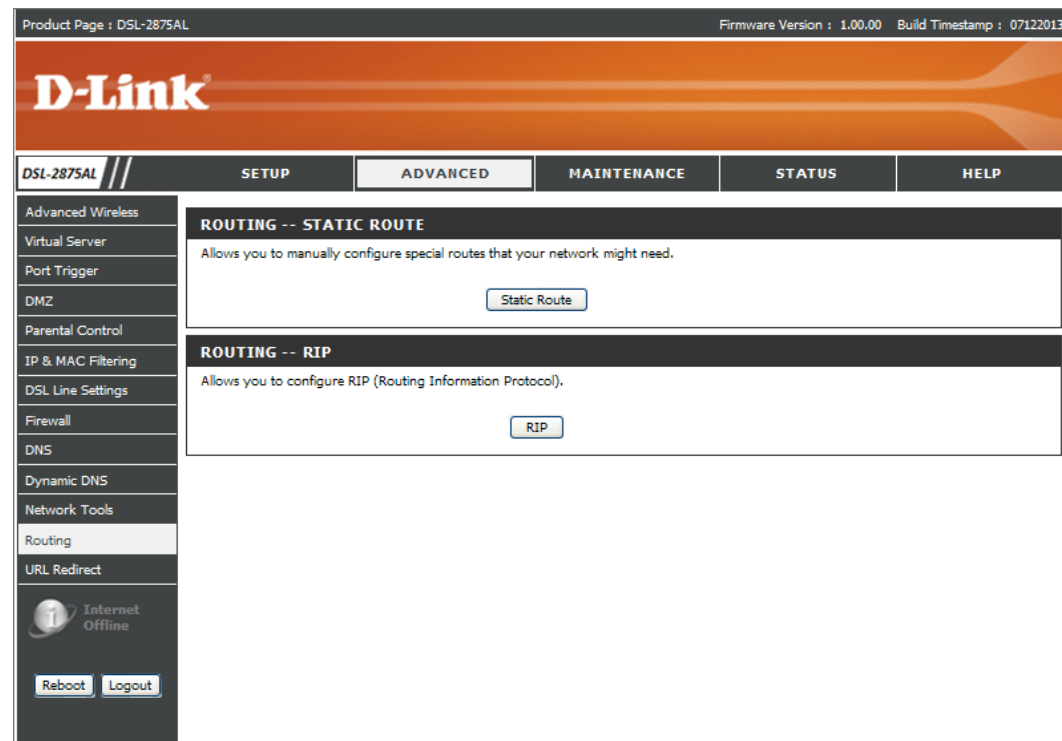 Product Page : DSL-2875AL Firmware Version : 1.00.00 Build Timestamp : 07122013
D-Link®
DSL-2875AL SETUP ADVANCED MAINTENANCE STATUS HELP
Advanced Wireless
Virtual Server
Port Trigger
DMZ
Parental Control
IP & MAC Filtering
DSL Line Settings
Firewall
DNS
Dynamic DNS
Network Tools
Routing
URL Redirect
Internet
Offline
Reboot Logout
ROUTING -- STATIC ROUTE
Allows you to manually configure special routes that your network might need.
Static Route
ROUTING -- RIP
Allows you to configure RIP (Routing Information Protocol).
RIP